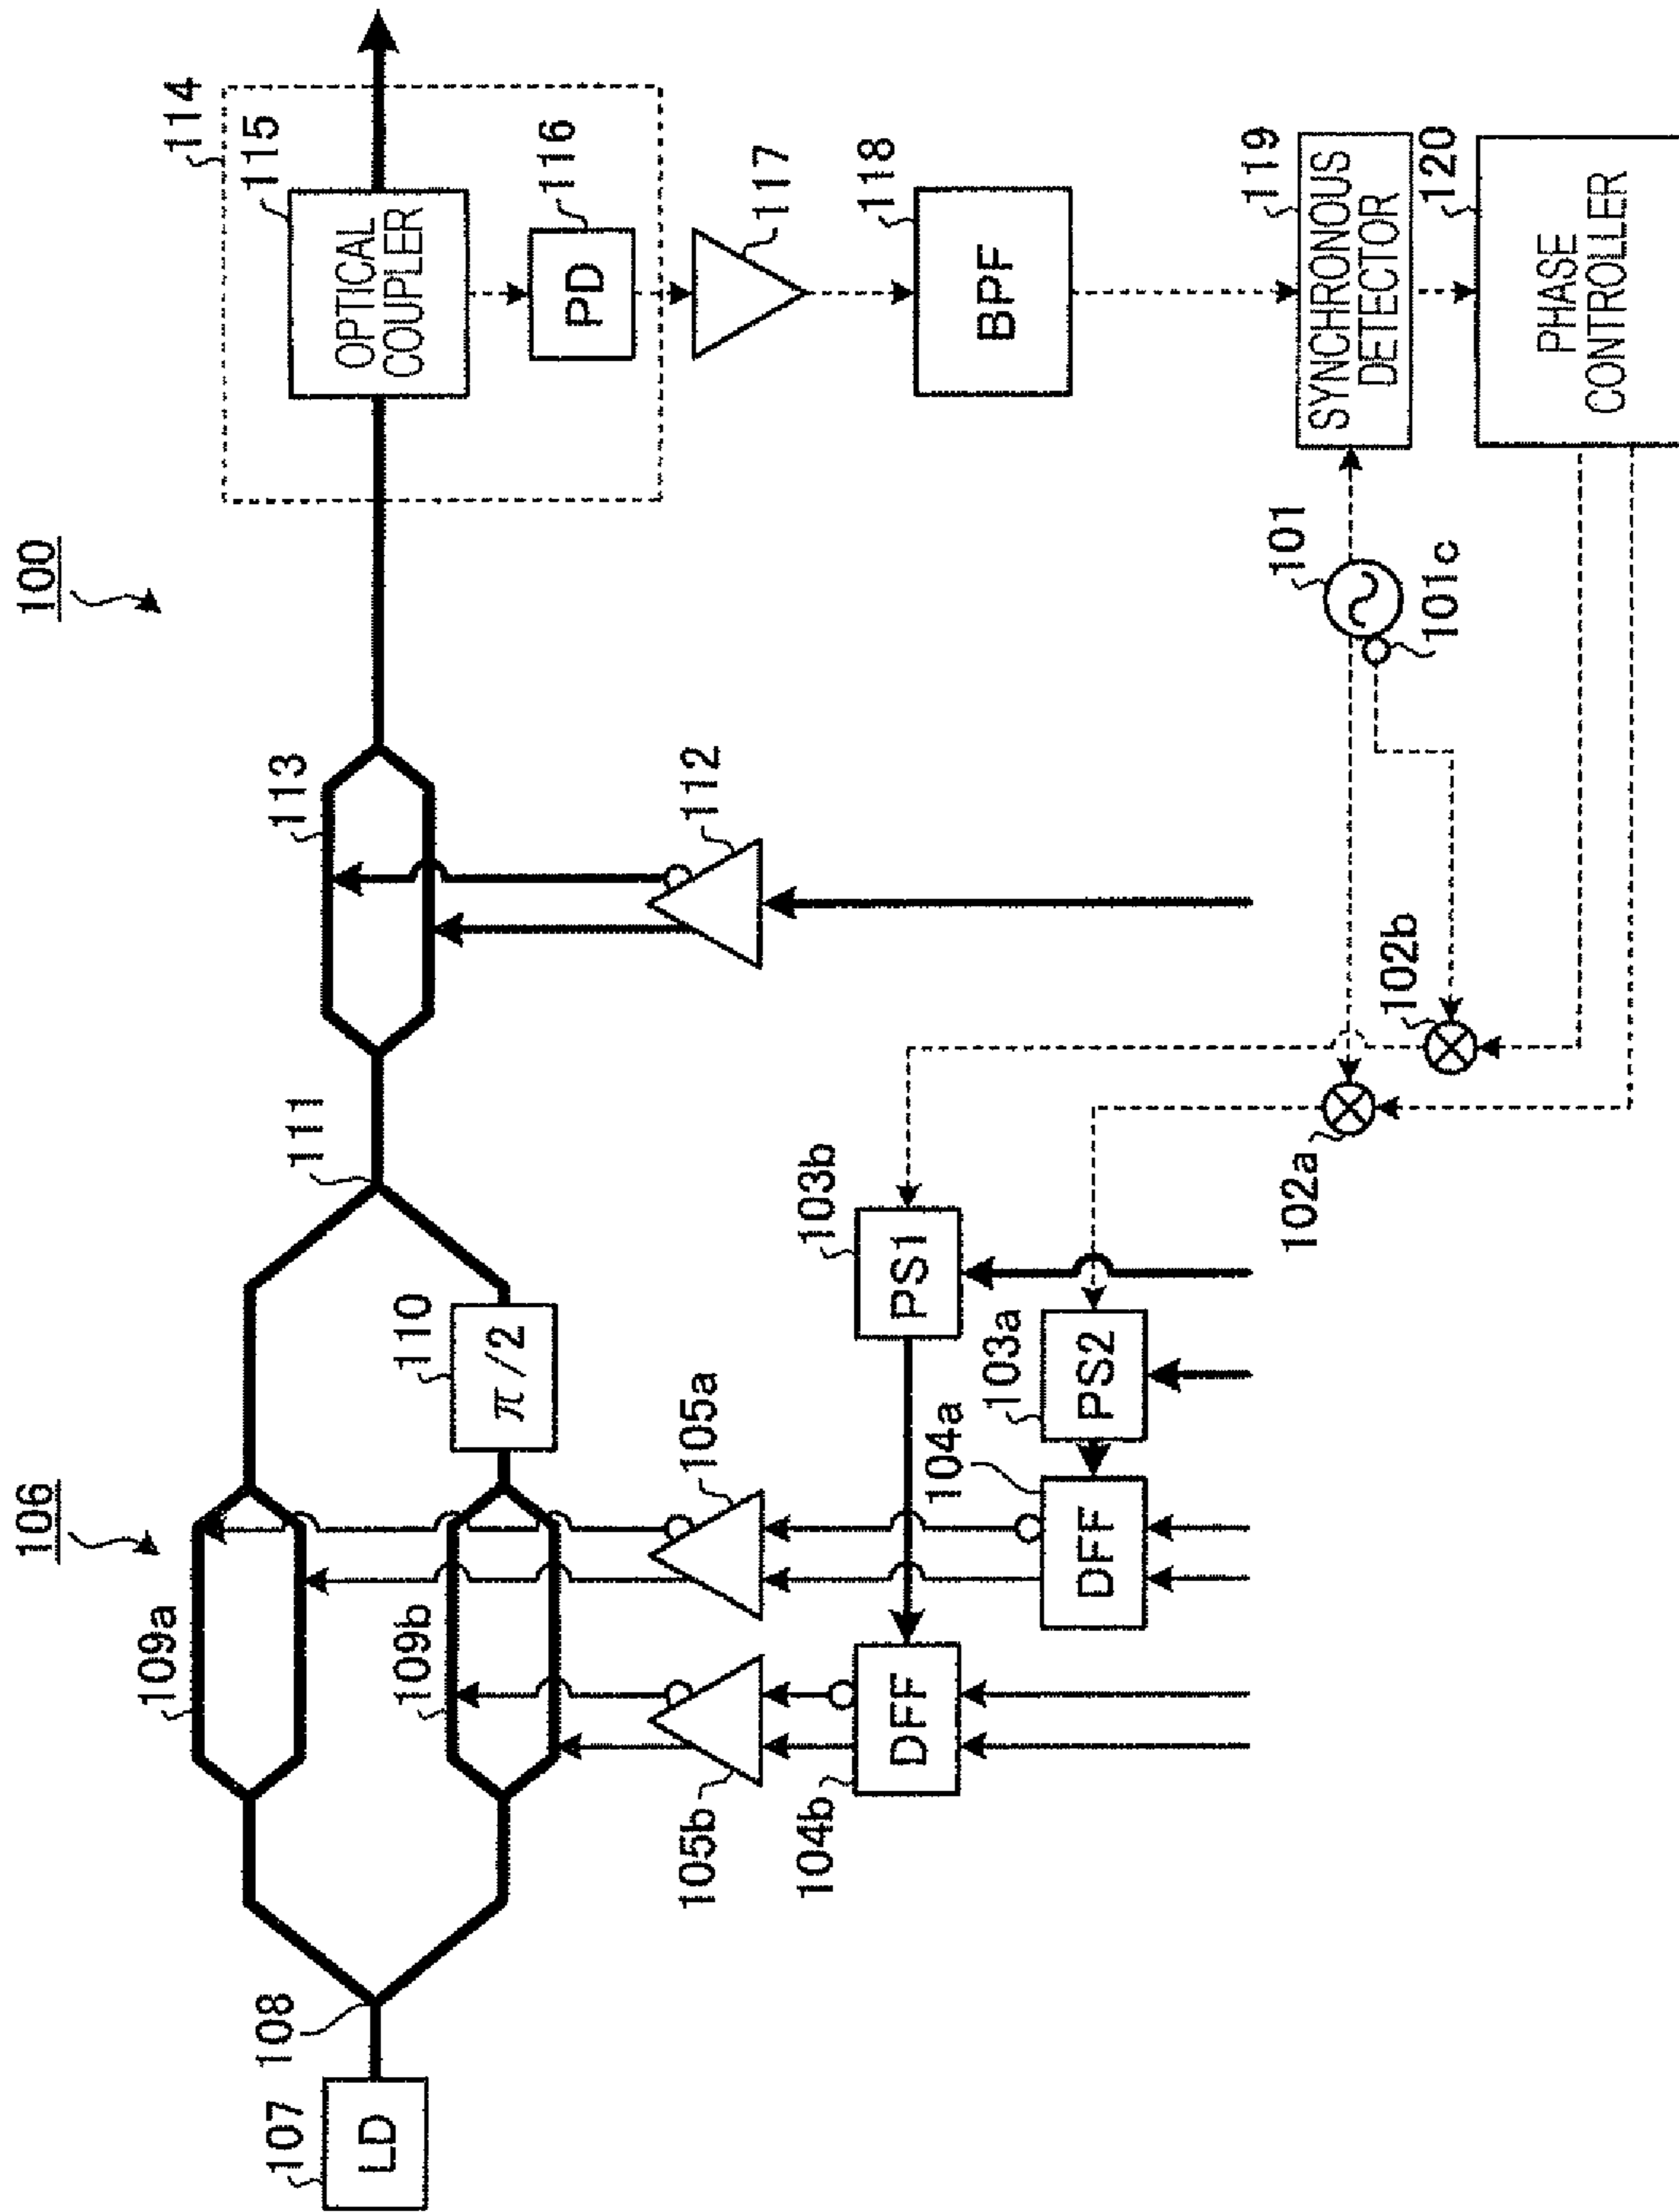 100
106
107
LD
108
109a
109b
110
π/2
111
113
112
114
115
OPTICAL
COUPLER
116
PD
117
118
BPF
119
SYNCHRONOUS
DETECTOR
120
PHASE
CONTROLLER
101
101c
102b
102a
103b
PS1
103a
PS2
104a
DFF
104b
DFF
105a
105b